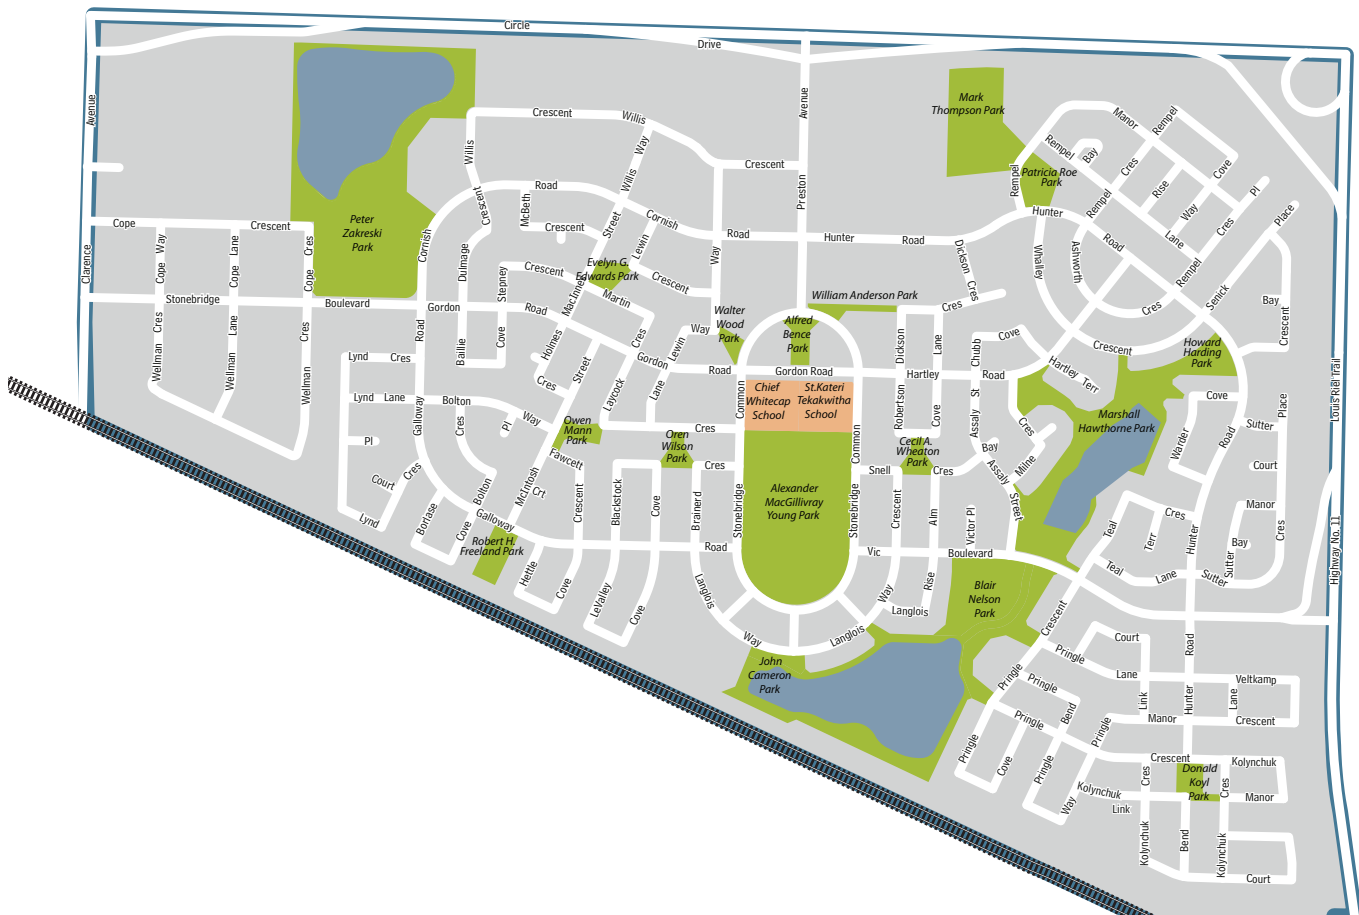 Circle
Drive
Avenue
Avenue
Mark
Thompson Park
Crescent
Willis
Manor
Rempel
Willis
Way
Rempel
Bay
Cres
Cove
Crescent
Patricia Roe
Park
Rempel
Rise
Pl
Road
Willis
Preston
Crescent
McBeth
Rempel
Way
Hunter
Place
Cope
Crescent
Peter
Zakreski
Park
Crescent
Street
Cornish
Road
Hunter
Road
Road
Lane
Cres
Cope Way
Cope Lane
Cope Cres
Cornish
Dulmage
Lewin
Way
Dickson Cres
Whalley
Ashworth
Rempel
Clarence
Stepney
Crescent
Evelyn G.
Edwards Park
Crescent
MacInnes
Martin
William Anderson Park
Stonebridge
Boulevard
Gordon
Road
Cres
Cres
Senick
Bay
Crescent
Walter
Wood
Park
Way
Alfred
Bence
Park
Wellman Cres
Wellman Lane
Cres
Wellman
Road
Baillie
Cove
Holmes
Cres
Lewin
Dickson
Lane
Chubb
Cove
Crescent
Howard
Harding
Park
Lynd
Cres
Street
Gordon
Road
Gordon Road
Hartley
Road
Hartley
Terr
Louis Riel Trail
Cres
Laycock
Lane
Common
Chief
Whitecap
School
St.Kateri
Tekakwitha
School
Robertson
Cove
Assaly St
Lynd
Lane
Bolton
Way
Galloway
Cres
Pl
Owen
Mann
Park
Cres
Common
Marshall
Hawthorne Park
Cove
Place
Sutter
Pl
Oren
Wilson
Park
Cres
Cecil A.
Wheaton
Park
Bay
Cres
Milne
Warder
Road
Fawcett
Crt
Snell
Cres
Assaly
Street
Court
Court
Cres
Lynd
Borlase
Cove
Bolton
McIntosh
Crescent
Blackstock
Cove
Brainerd
Stonebridge
Alexander
MacGillivray
Young Park
Stonebridge
Crescent
Alm
Victor Pl
Manor
Galloway
Robert H.
Freeland Park
Road
Vic
Boulevard
Teal
Terr
Cres
Hunter
Sutter
Bay
Cres
Highway No. 11
Hettle
Cove
LeValley
Cove
Langlois
Way
Rise
Blair
Nelson
Park
Teal
Lane
Sutter
Langlois
Way
Langlois
Crescent
Court
Road
John
Cameron
Park
Pringle
Pringle
Pringle
Lane
Link
Hunter
Veltkamp
Lane
Pringle
Bend
Pringle
Manor
Crescent
Pringle
Cove
Pringle
Crescent
Kolynchuk
Cres
Donald
Koyl
Park
Cres
Kolynchuk
Way
Link
Manor
Kolynchuk
Bend
Kolynchuk
Court